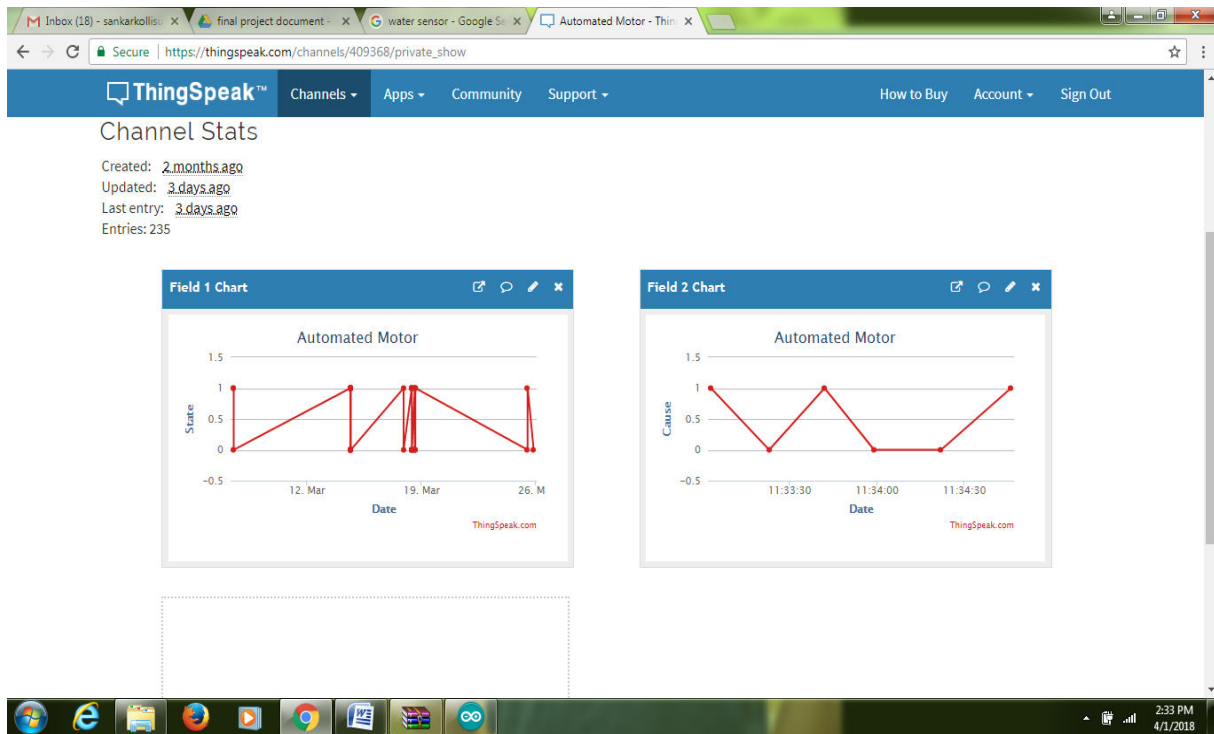 Inbox (18) - sankarkollisu
final project document -
water sensor - Google Se
Automated Motor - Thin
Secure | https://thingspeak.com/channels/409368/private_show
ThingSpeak™ Channels Apps Community Support How to Buy Account Sign Out
Channel Stats
Created: 2 months ago
Updated: 3 days ago
Last entry: 3 days ago
Entries: 235
Field 1 Chart
Automated Motor
1.5
1
0.5
0
-0.5
State
12. Mar 19. Mar 26. M
Date
ThingSpeak.com
Field 2 Chart
Automated Motor
1.5
1
0.5
0
-0.5
Cause
11:33:30 11:34:00 11:34:30
Date
ThingSpeak.com
2:33 PM
4/1/2018